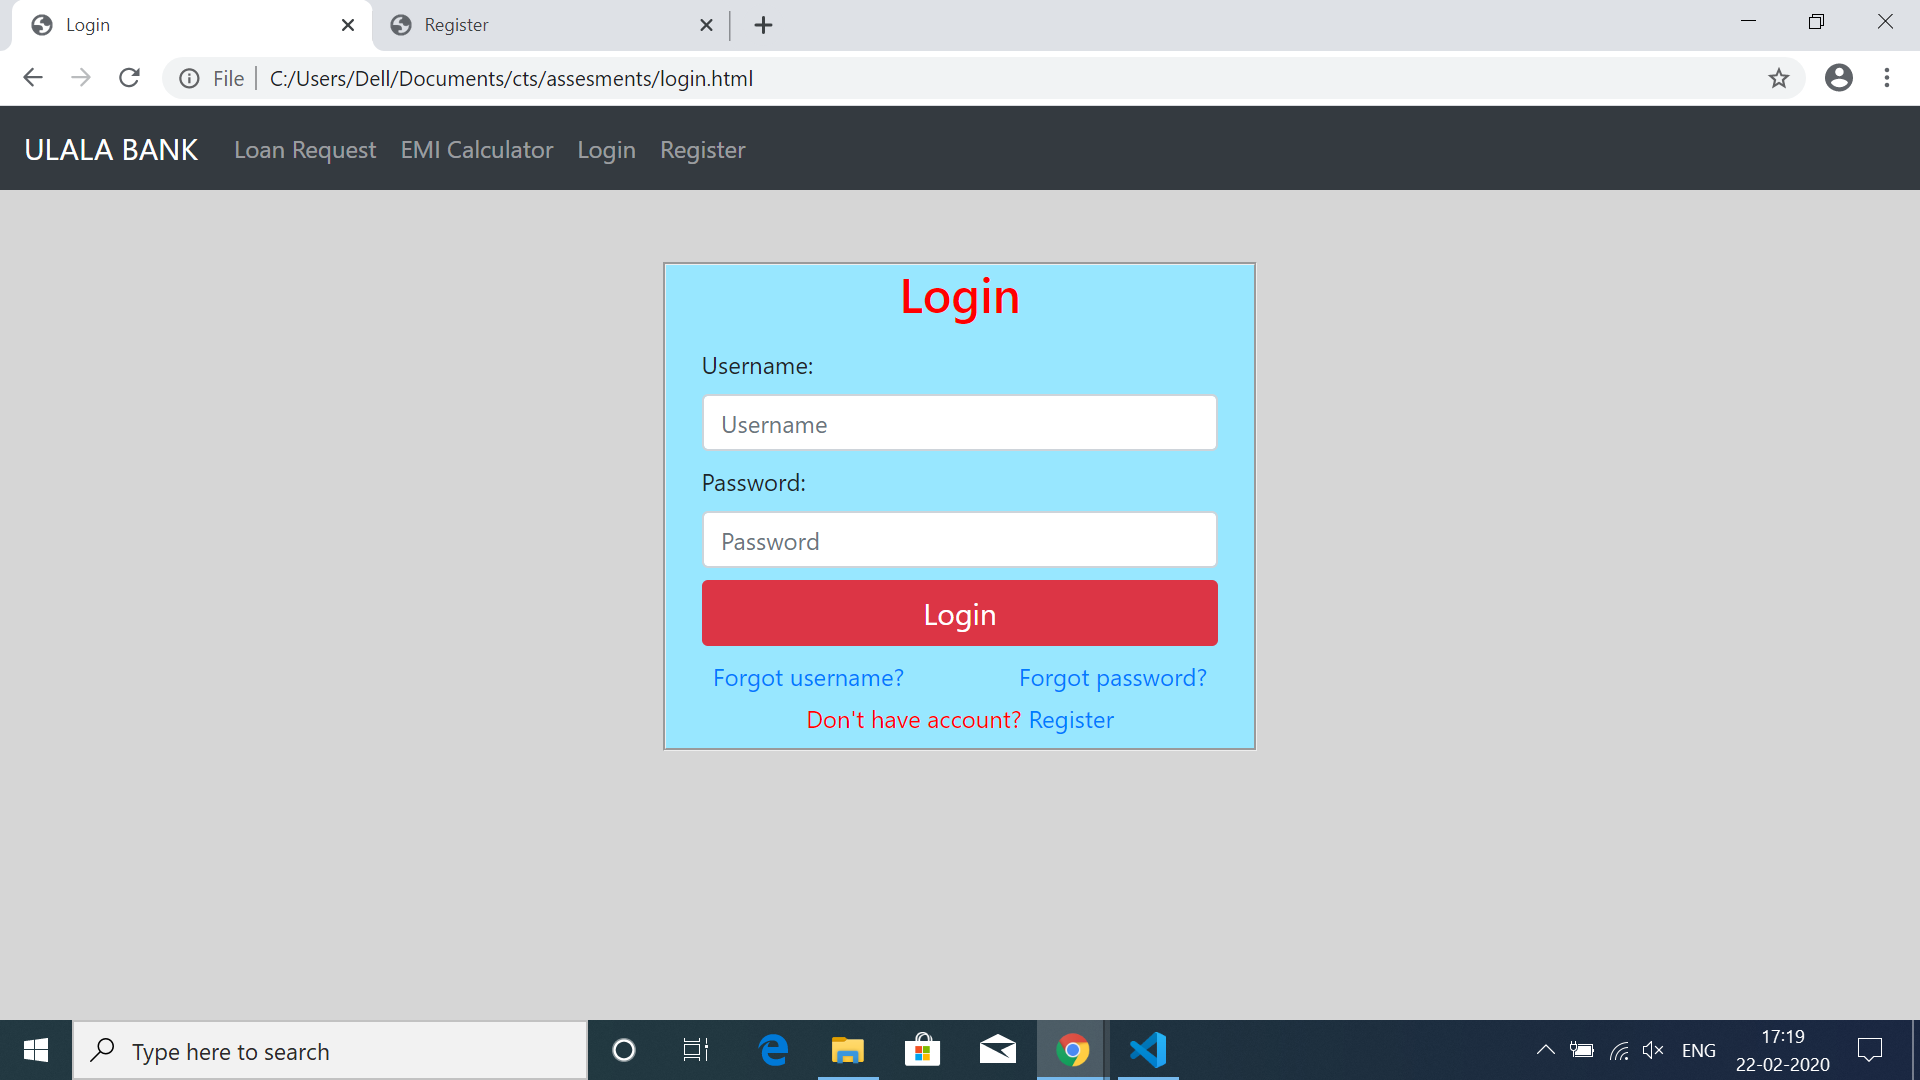 Login
Register
File
C:/Users/Dell/Documents/cts/assesments/login.html
ULALA BANK Loan Request EMI Calculator Login Register
Login
Username:
Username
Password:
Password
Login
Forgot username? Forgot password?
Don't have account? Register
Type here to search
ENG
17:19
22-02-2020